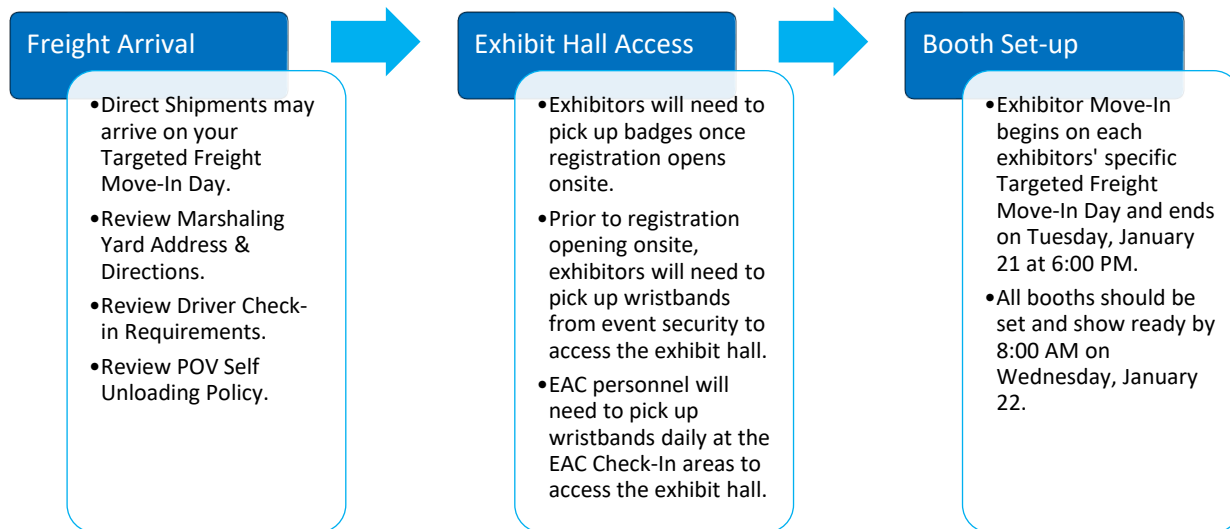 Freight Arrival
•Direct Shipments may
arrive on your
Targeted Freight
Move-In Day.
•Review Marshaling
Yard Address &
Directions.
•Review Driver Check-
in Requirements.
•Review POV Self
Unloading Policy.
Exhibit Hall Access
•Exhibitors will need to
pick up badges once
registration opens
onsite.
•Prior to registration
opening onsite,
exhibitors will need to
pick up wristbands
from event security to
access the exhibit hall.
•EAC personnel will
need to pick up
wristbands daily at the
EAC Check-In areas to
access the exhibit hall.
Booth Set-up
•Exhibitor Move-In
begins on each
exhibitors' specific
Targeted Freight
Move-In Day and ends
on Tuesday, January
21 at 6:00 PM.
•All booths should be
set and show ready by
8:00 AM on
Wednesday, January
22.